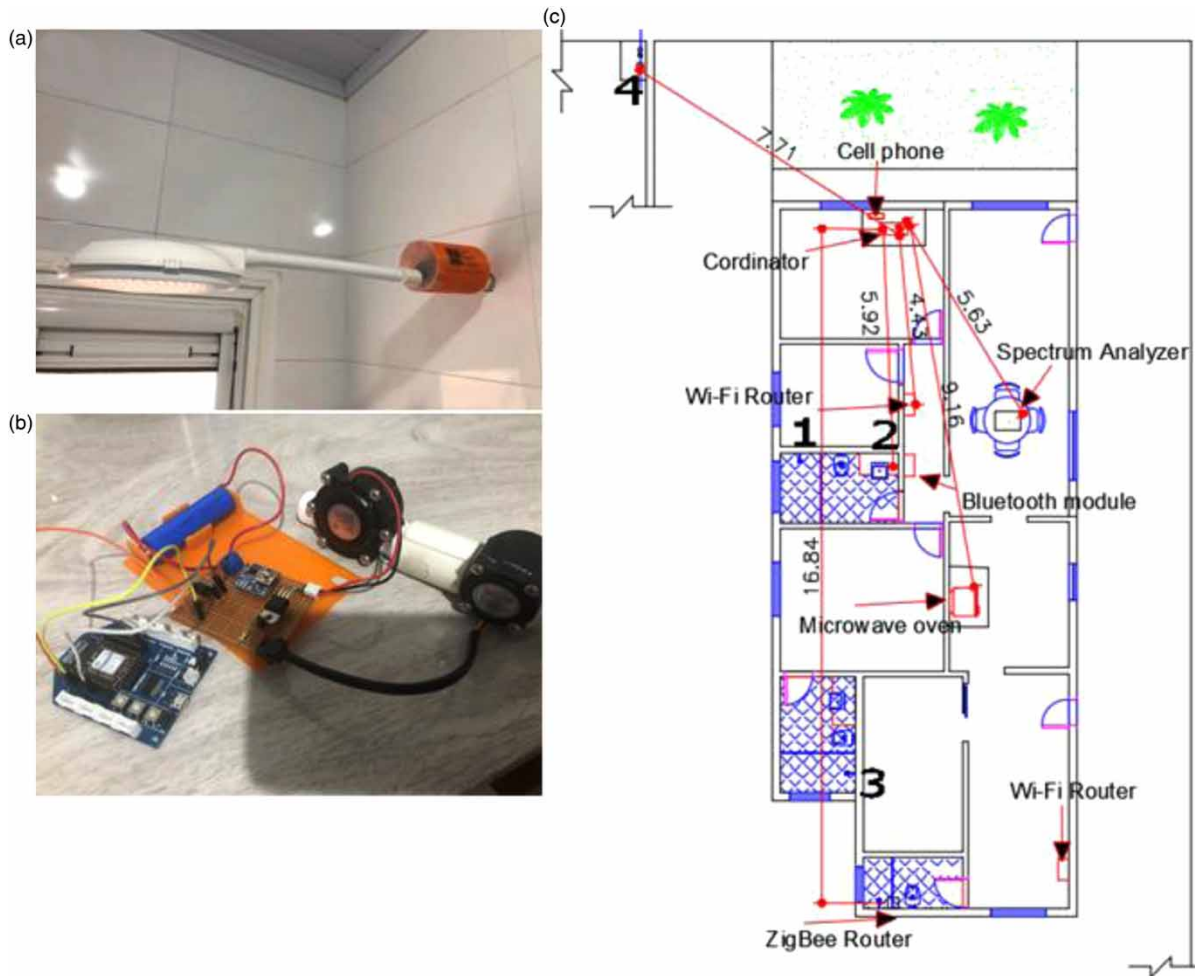 (a)
(b)
(c)
4
7.71
Cell phone
Cordinator
5.92
4.43
5.63
Spectrum Analyzer
Wi-Fi Router
9.16
1
2
Bluetooth module
16.84
Microwave oven
3
Wi-Fi Router
ZigBee Router